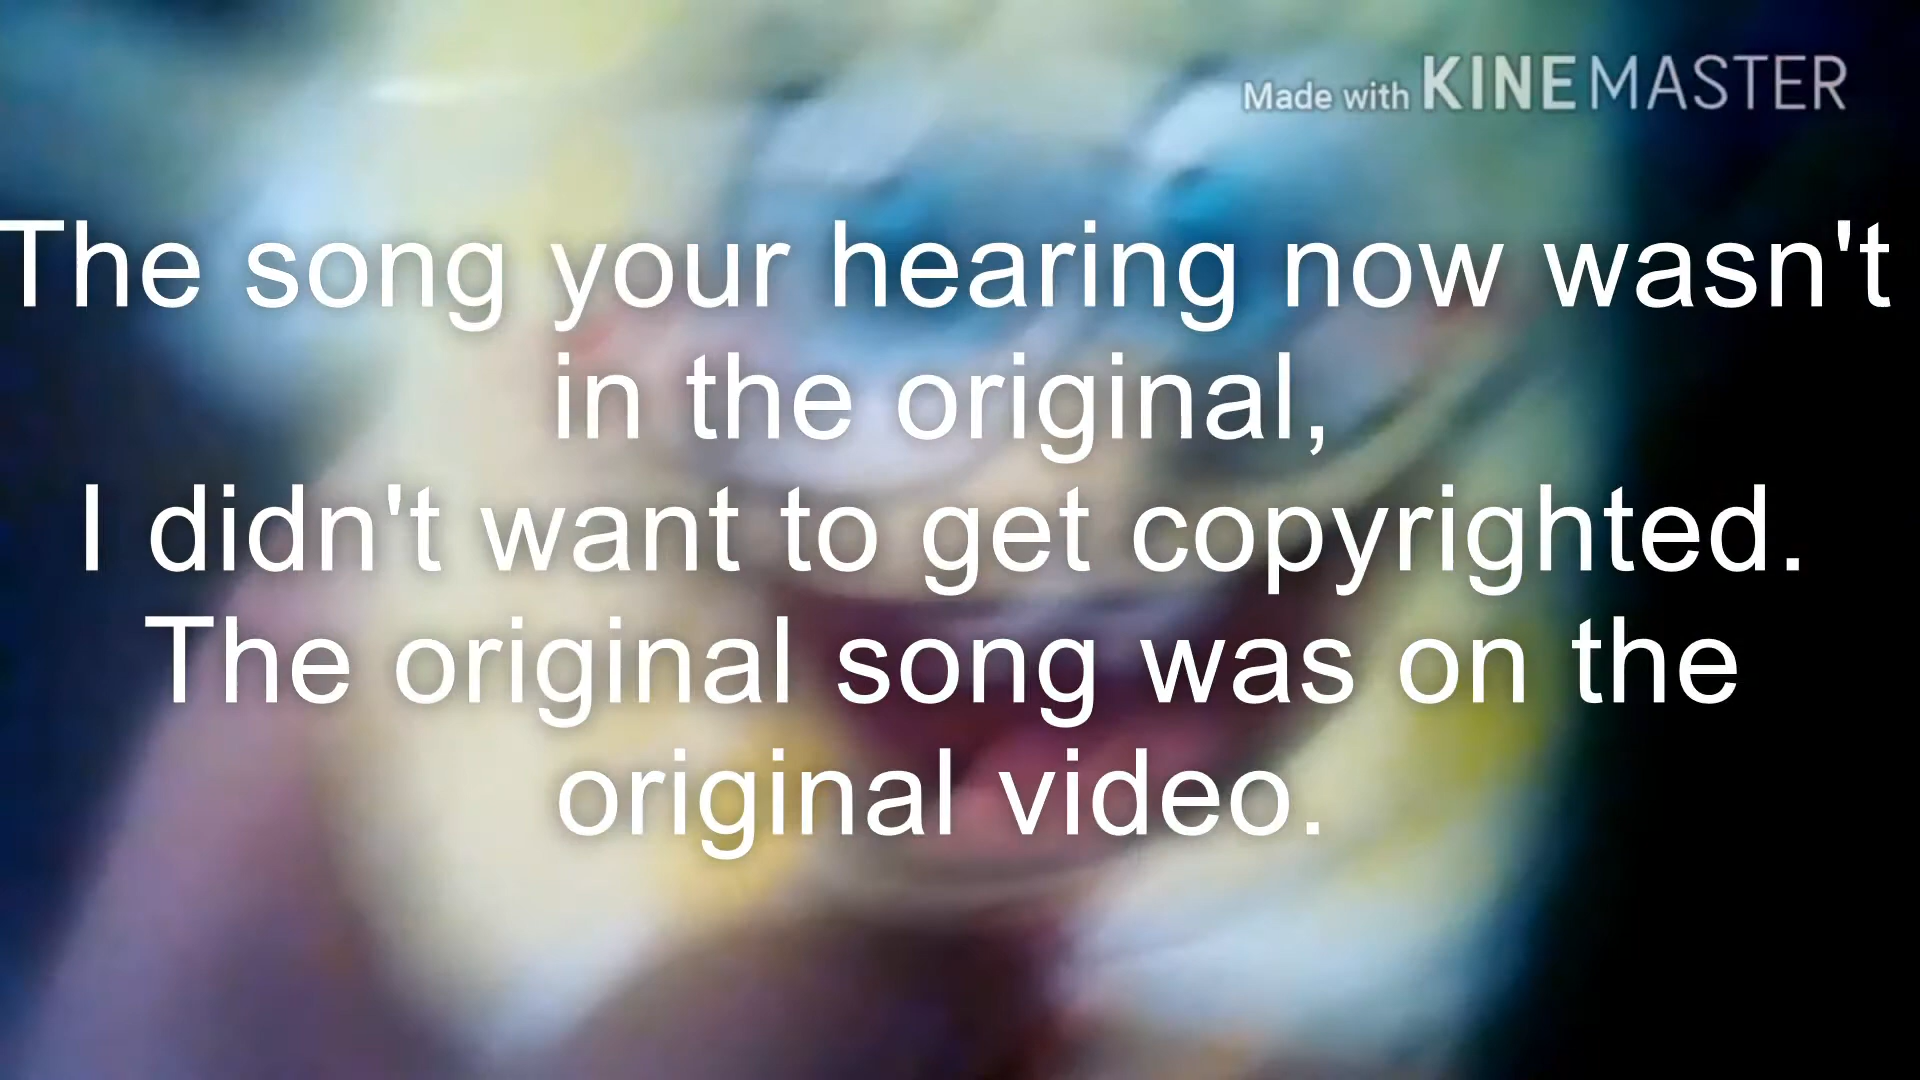 Made with KINEMASTER
The song your hearing now wasn't
in the original,
I didn't want to get copyrighted.
The original song was on the
original video.